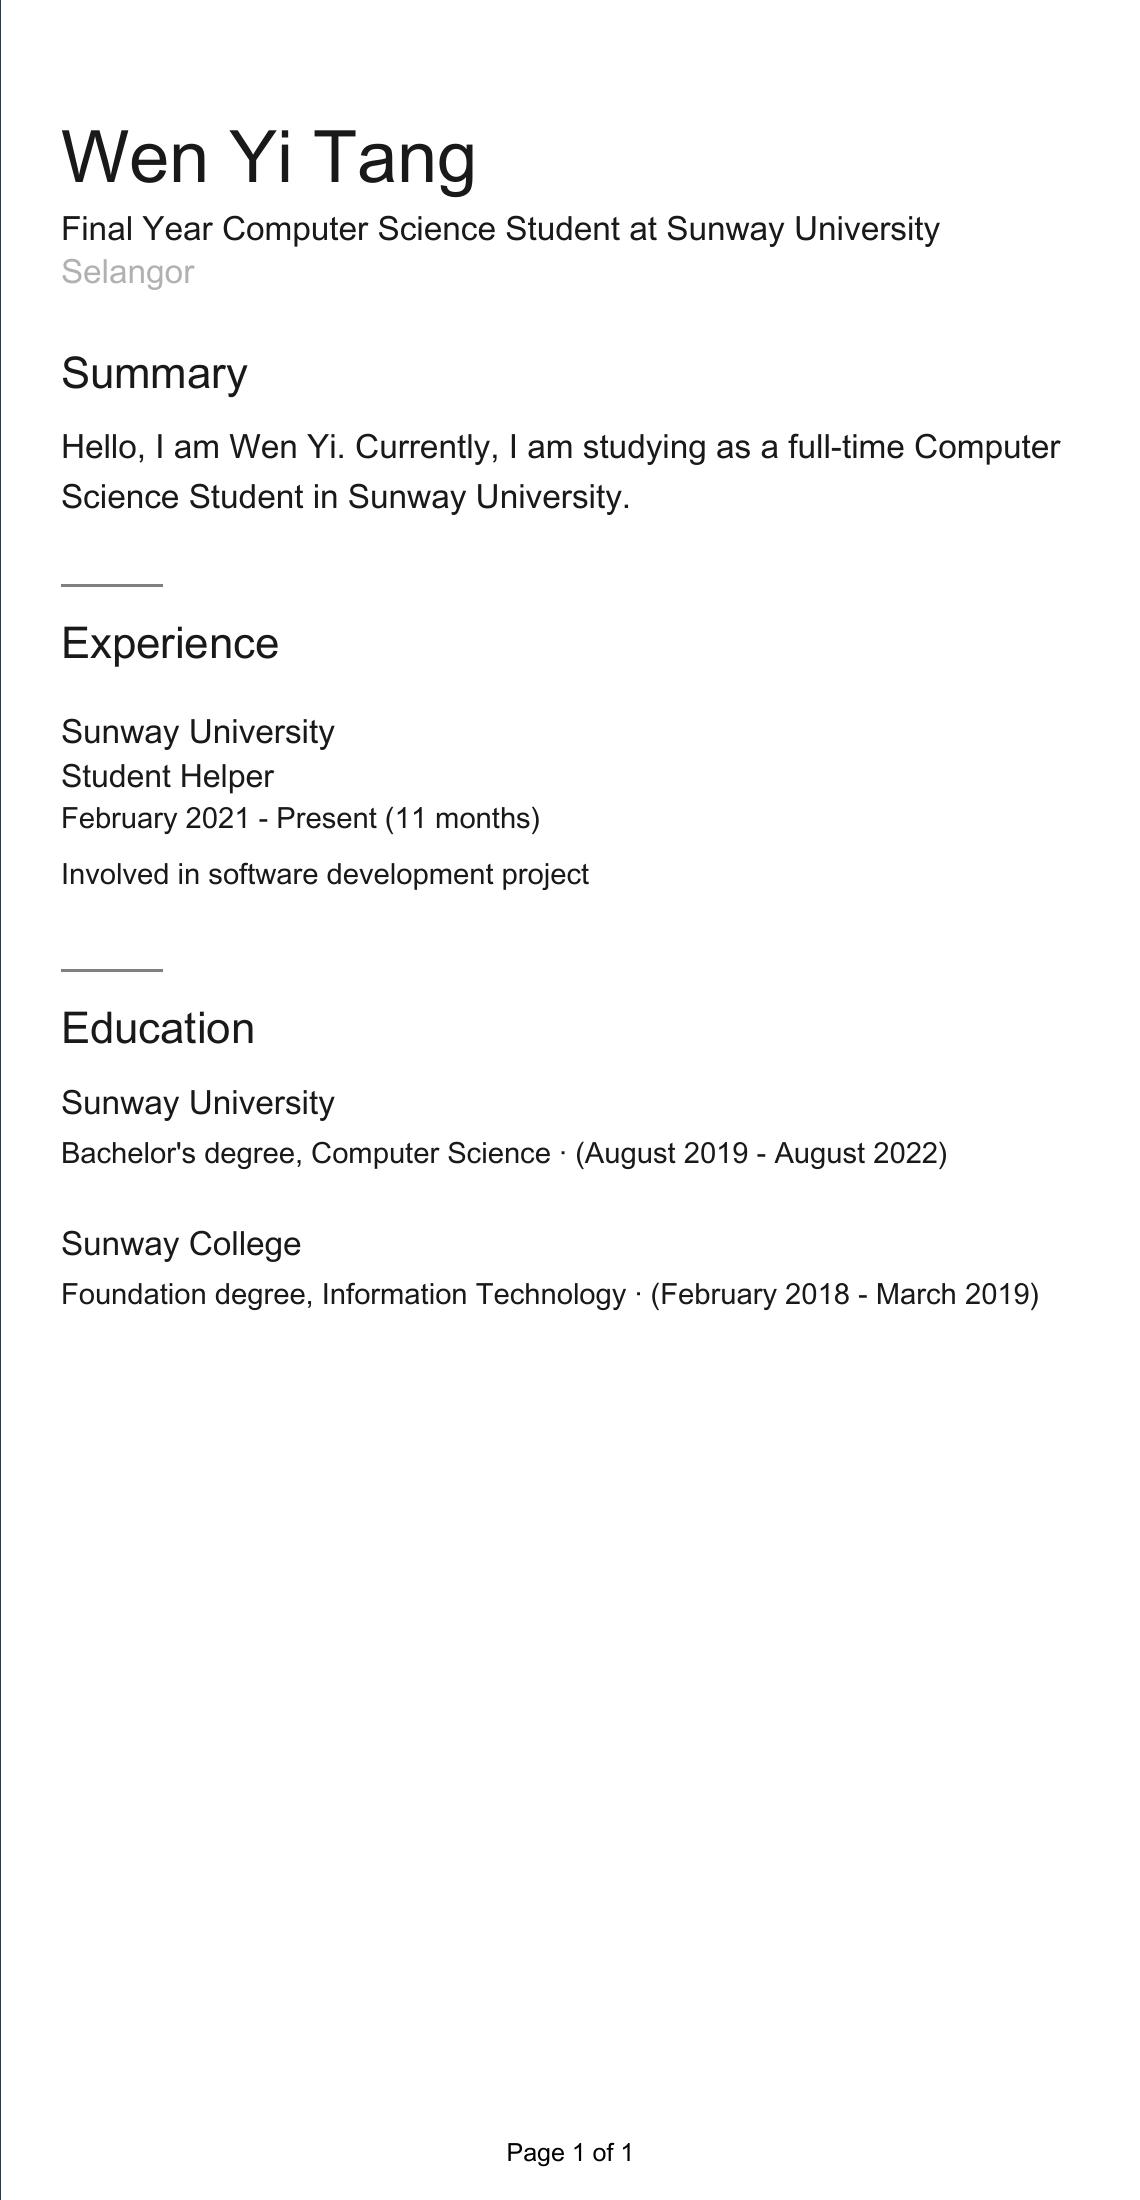 Wen Yi Tang
Final Year Computer Science Student at Sunway University
Selangor
Summary
Hello, I am Wen Yi. Currently, I am studying as a full-time Computer
Science Student in Sunway University.
Experience
Sunway University
Student Helper
February 2021 - Present (11 months)
Involved in software development project
Education
Sunway University
Bachelor's degree, Computer Science · (August 2019 - August 2022)
Sunway College
Foundation degree, Information Technology · (February 2018 - March 2019)
Page 1 of 1